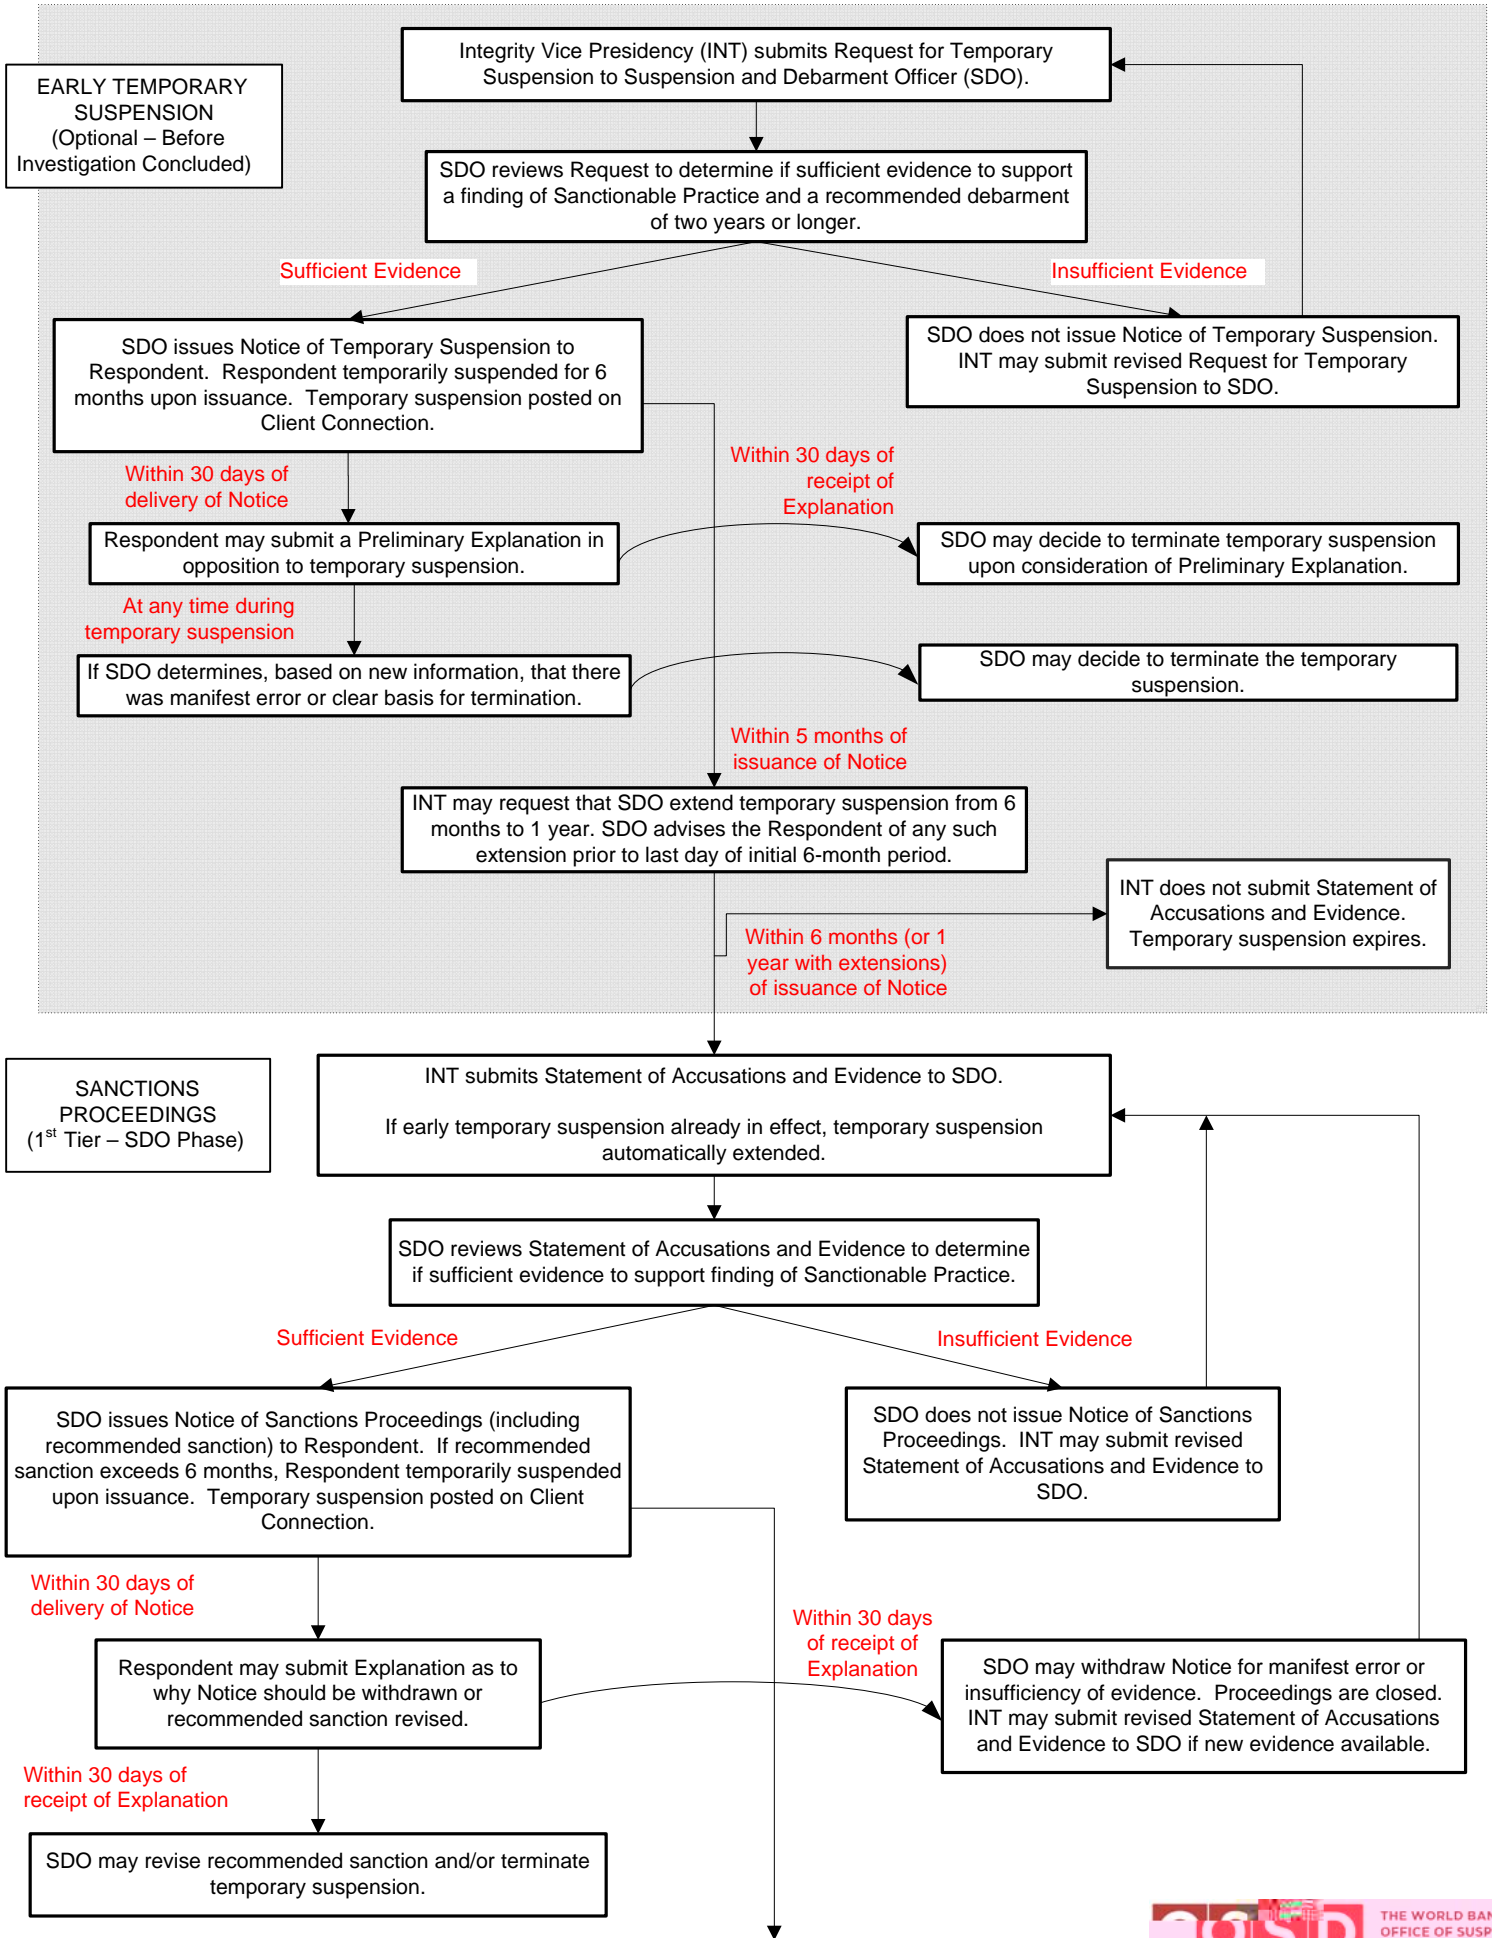 Integrity Vice Presidency (INT) submits Request for Temporary
Suspension to Suspension and Debarment Officer (SDO).
EARLY TEMPORARY
SUSPENSION
(Optional – Before
Investigation Concluded)
SDO reviews Request to determine if sufficient evidence to support
a finding of Sanctionable Practice and a recommended debarment
of two years or longer.
Sufficient Evidence
Insufficient Evidence
SDO issues Notice of Temporary Suspension to
Respondent. Respondent temporarily suspended for 6
months upon issuance. Temporary suspension posted on
Client Connection.
SDO does not issue Notice of Temporary Suspension.
INT may submit revised Request for Temporary
Suspension to SDO.
Within 30 days of
delivery of Notice
Within 30 days of
receipt of
Explanation
Respondent may submit a Preliminary Explanation in
opposition to temporary suspension.
SDO may decide to terminate temporary suspension
upon consideration of Preliminary Explanation.
At any time during
temporary suspension
If SDO determines, based on new information, that there
was manifest error or clear basis for termination.
SDO may decide to terminate the temporary
suspension.
Within 5 months of
issuance of Notice
INT may request that SDO extend temporary suspension from 6
months to 1 year. SDO advises the Respondent of any such
extension prior to last day of initial 6-month period.
INT does not submit Statement of
Accusations and Evidence.
Temporary suspension expires.
Within 6 months (or 1
year with extensions)
of issuance of Notice
SANCTIONS
PROCEEDINGS
(1st Tier – SDO Phase)
INT submits Statement of Accusations and Evidence to SDO.
If early temporary suspension already in effect, temporary suspension
automatically extended.
SDO reviews Statement of Accusations and Evidence to determine
if sufficient evidence to support finding of Sanctionable Practice.
Sufficient Evidence
Insufficient Evidence
SDO issues Notice of Sanctions Proceedings (including
recommended sanction) to Respondent. If recommended
sanction exceeds 6 months, Respondent temporarily suspended
upon issuance. Temporary suspension posted on Client
Connection.
SDO does not issue Notice of Sanctions
Proceedings. INT may submit revised
Statement of Accusations and Evidence to
SDO.
Within 30 days of
delivery of Notice
Within 30 days
of receipt of
Explanation
Respondent may submit Explanation as to
why Notice should be withdrawn or
recommended sanction revised.
SDO may withdraw Notice for manifest error or
insufficiency of evidence. Proceedings are closed.
INT may submit revised Statement of Accusations
and Evidence to SDO if new evidence available.
Within 30 days of
receipt of Explanation
SDO may revise recommended sanction and/or terminate
temporary suspension.
THE WORLD
OFFICE OF